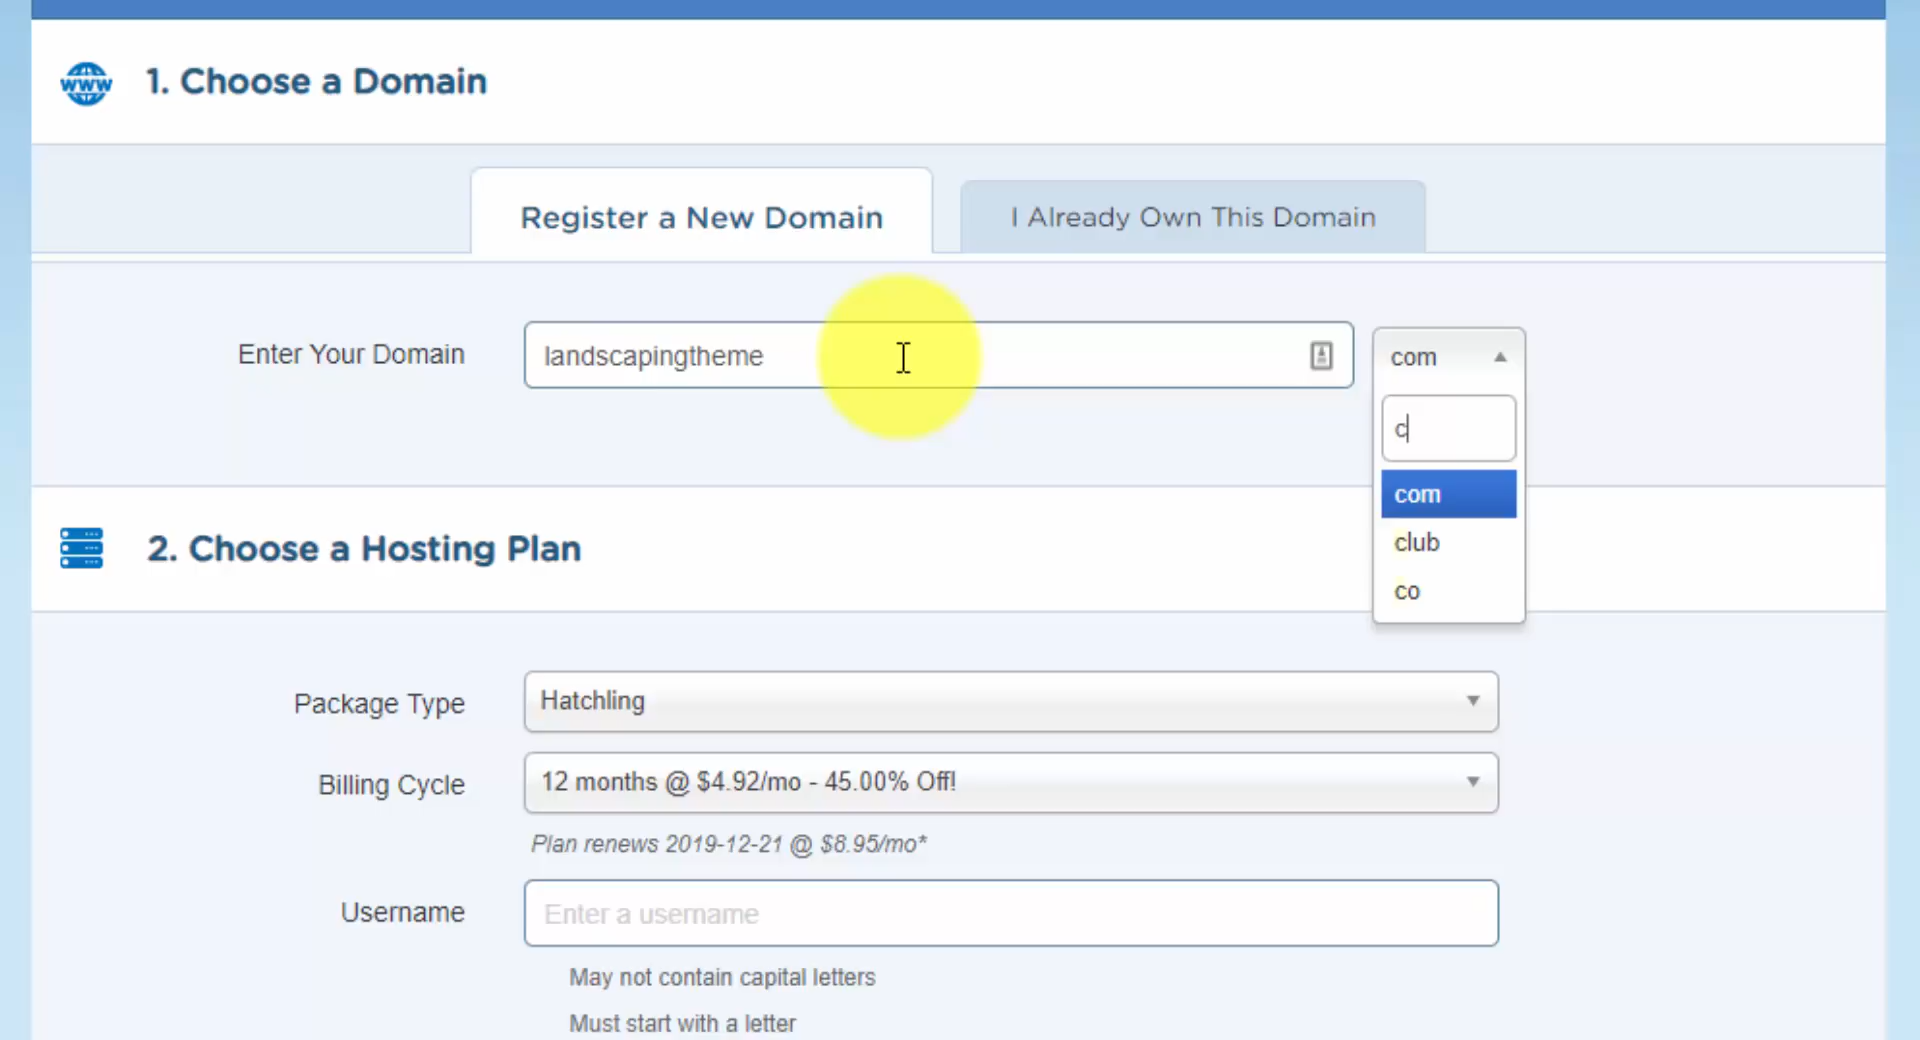 www
1. Choose a Domain
Register a New Domain
I Already Own This Domain
Enter Your Domain
landscapingtheme
com
c
com
club
co
2. Choose a Hosting Plan
Package Type
Hatchling
Billing Cycle
12 months @ $4.92/mo - 45.00% Off!
Plan renews 2019-12-21 @ $8.95/mo*
Username
Enter a username
May not contain capital letters
Must start with a letter